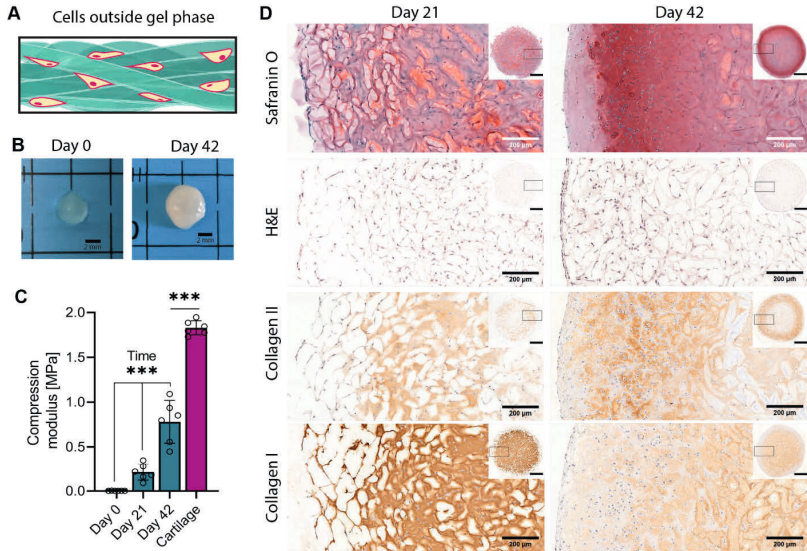 A
Cells outside gel phase
B
Day 0
Day 42
2 mm
2 mm
C
Compression
modulus [MPa]
2.0
1.5
1.0
0.5
0.0
Time
***
***
Day 0
Day 21
Day 42
Cartilage
D
Day 21
Day 42
Safranin O
200 µm
200 µm
H&E
200 µm
200 µm
Collagen II
200 µm
200 µm
Collagen I
200 µm
200 µm